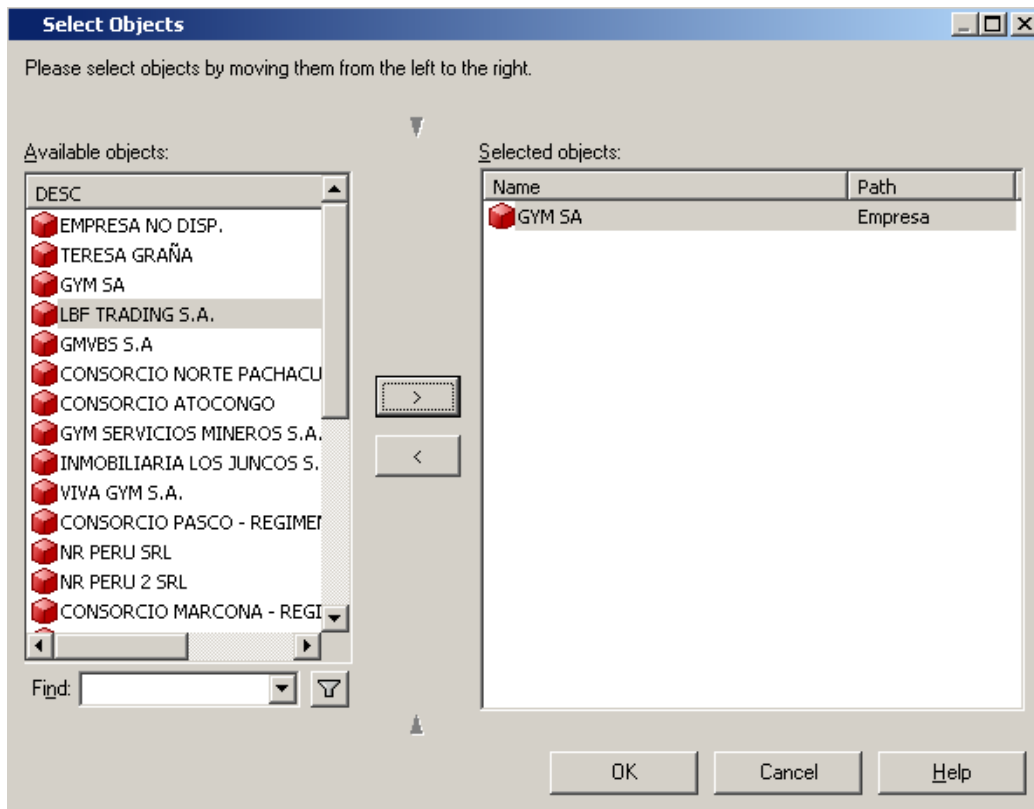 Select Objects
Please select objects by moving them from the left to the right.
Available objects:
DESC
EMPRESA NO DISP.
TERESA GRAÑA
GYM SA
LBF TRADING S.A.
GMVBS S.A
CONSORCIO NORTE PACHACU
CONSORCIO ATOCONGO
GYM SERVICIOS MINEROS S.A.
INMOBILIARIA LOS JUNCOS S.
VIVA GYM S.A.
CONSORCIO PASCO - REGIMEN
NR PERU SRL
NR PERU 2 SRL
CONSORCIO MARCONA - REGI
Find:
>
<
Selected objects:
Name Path
GYM SA Empresa
OK Cancel Help